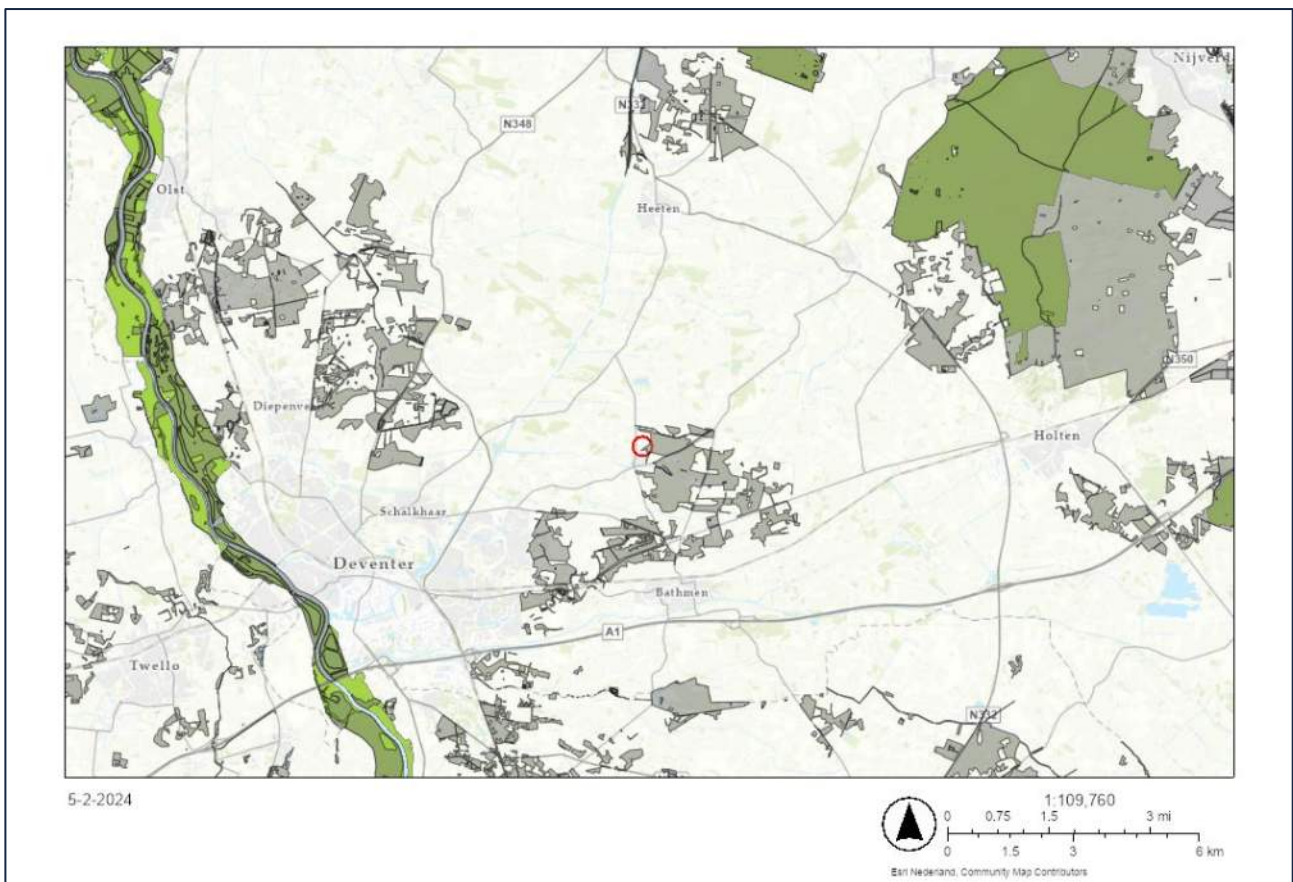 Nijverd
N332
N348
Olst
Heeten
N350
Diepenve
Holten
Schalkhaar
Deventer
Bathmen
A1
Twello
N332
5-2-2024
1:109,760
0 0.75 1.5 3 mi
0 1.5 3 6 km
Esri Nederland, Community Map Contributors